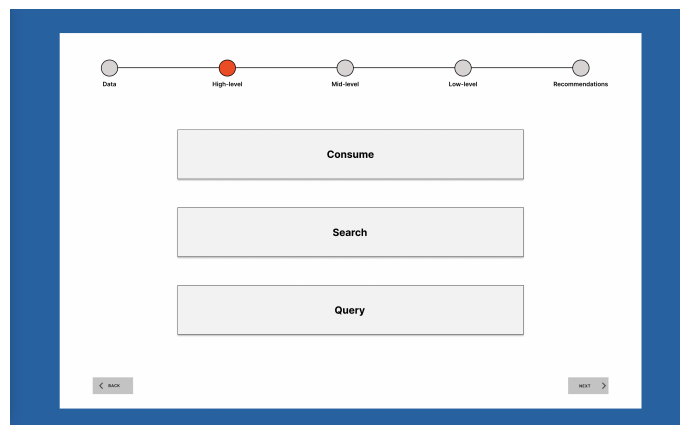 Data High-level Mid-level Low-level Recommendations
Consume
Search
Query
BACK NEXT